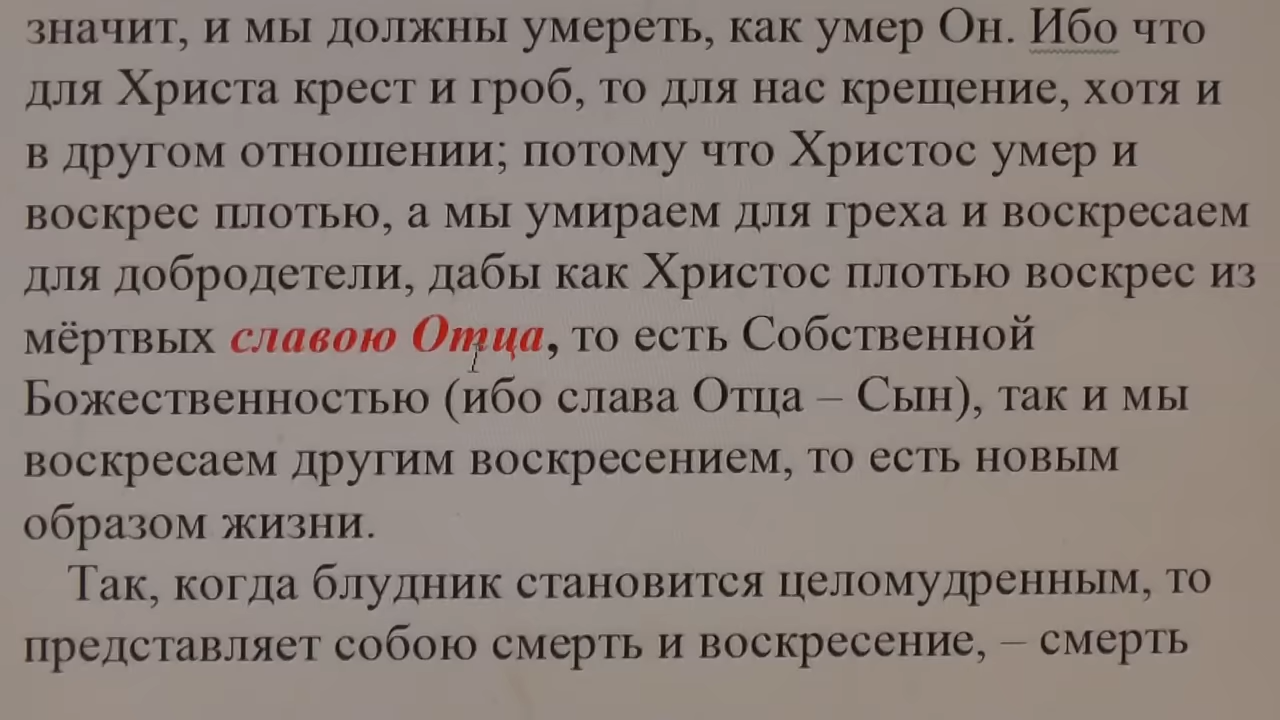 значит, и мы должны умереть, как умер Он. Ибо что
для Христа крест и гроб, то для нас крещение, хотя и
в другом отношении; потому что Христос умер и
воскрес плотью, а мы умираем для греха и воскресаем
для добродетели, дабы как Христос плотью воскрес из
мёртвых славою Отца, то есть Собственной
Божественностью (ибо слава Отца – Сын), так и мы
воскресаем другим воскресением, то есть новым
образом жизни.
Так, когда блудник становится целомудренным, то
представляет собою смерть и воскресение, – смерть